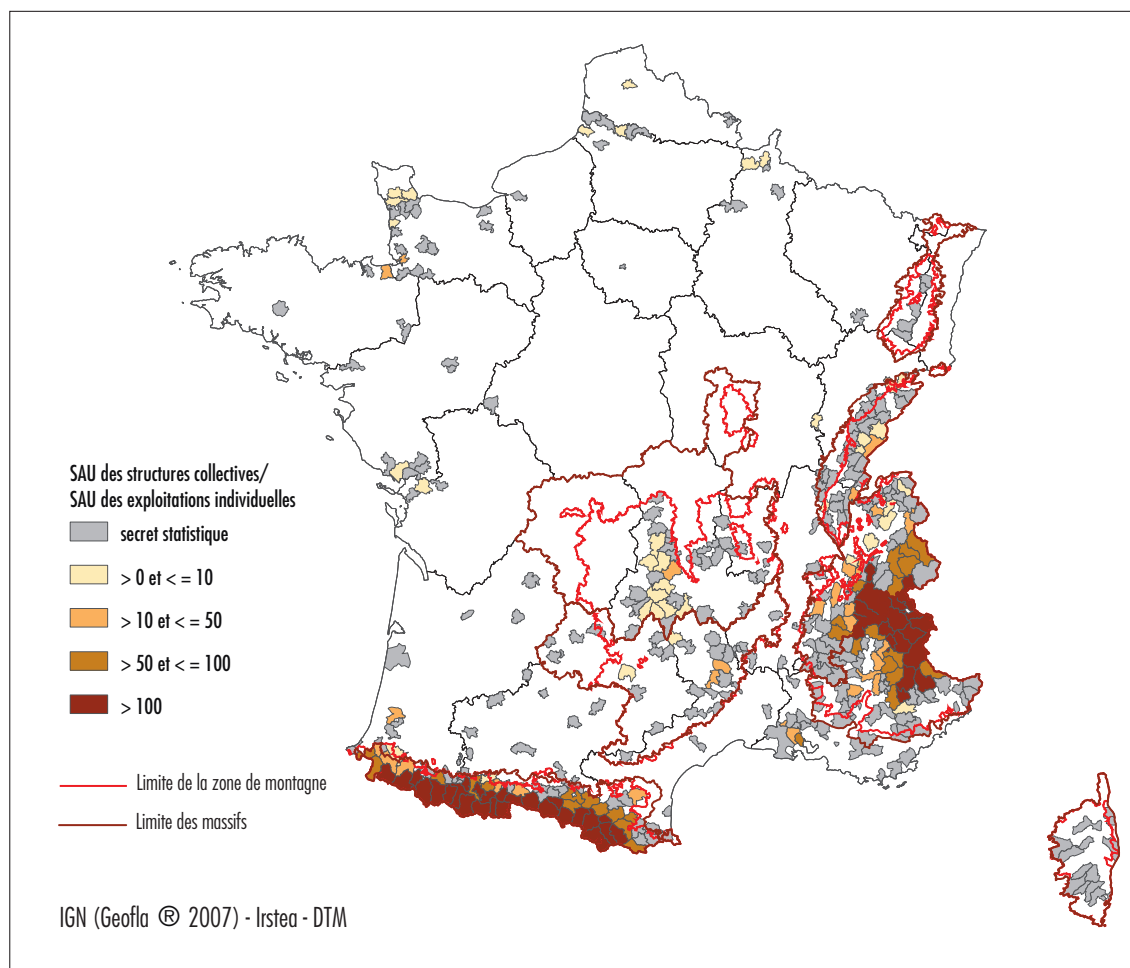 SAU des structures collectives/
SAU des exploitations individuelles
secret statistique
> 0 et < = 10
> 10 et < = 50
> 50 et < = 100
> 100
Limite de la zone de montagne
Limite des massifs
IGN (Geofla ® 2007) - Irstea - DTM